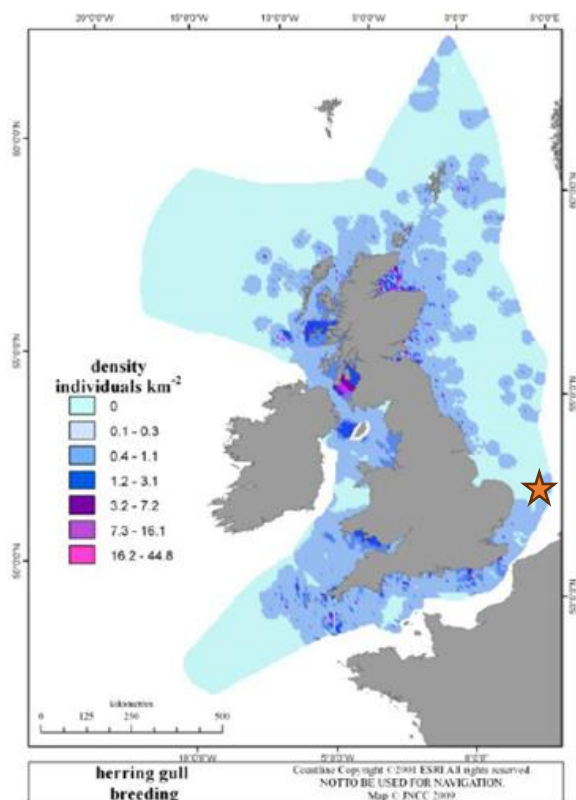 20°0'0"W 15°0'0"W 10°0'0"W 5°0'0"W 0°0'0" 5°0'0"E
density
individuals km-2
0
0.1 - 0.3
0.4 - 1.1
1.2 - 3.1
3.2 - 7.2
7.3 - 16.1
16.2 - 44.8
kilometres
0 125 250 500
10°0'0"W 5°0'0"W 0°0'0"
herring gull
breeding
Coastline Copyright ©2001 ESRI All rights reserved
NOT TO BE USED FOR NAVIGATION.
Map © JNCC 2009